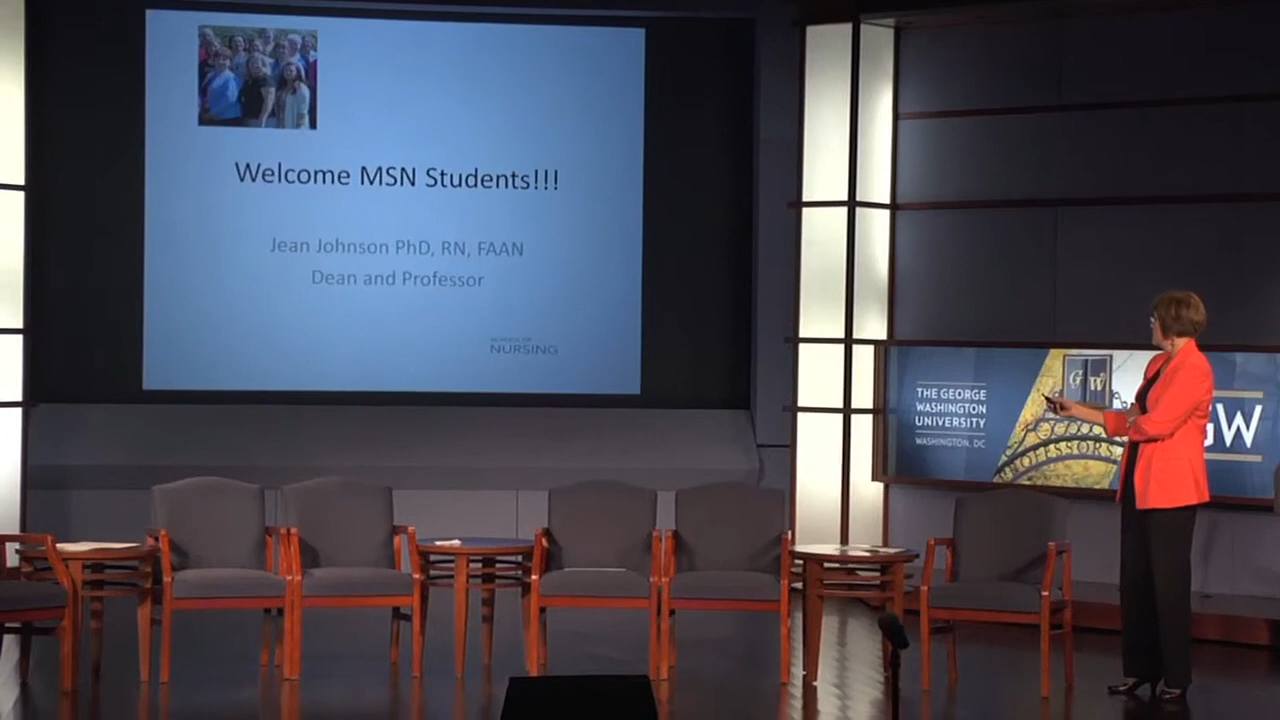 Welcome MSN Students!!!
Jean Johnson PhD, RN, FAAN
Dean and Professor
SCHOOL OF
NURSING
THE GEORGE
WASHINGTON
UNIVERSITY
WASHINGTON, DC
G W
PROFESSORS
GW